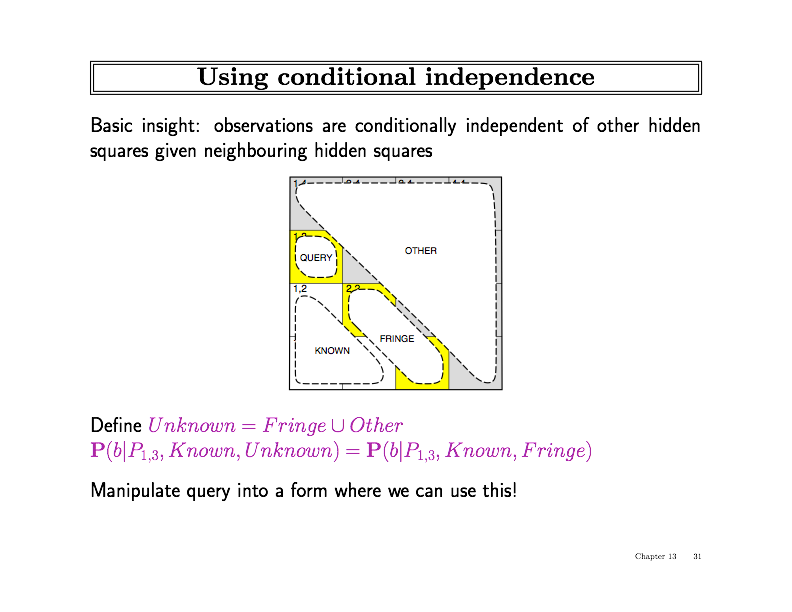 Using conditional independence
Basic insight: observations are conditionally independent of other hidden
squares given neighbouring hidden squares
OTHER
QUERY
1,2
FRINGE
KNOWN
Define Unknown = Fringe ∪ Other
P(b|P1,3, Known, Unknown) = P(b|P1,3, Known, Fringe)
Manipulate query into a form where we can use this!
Chapter 13 31